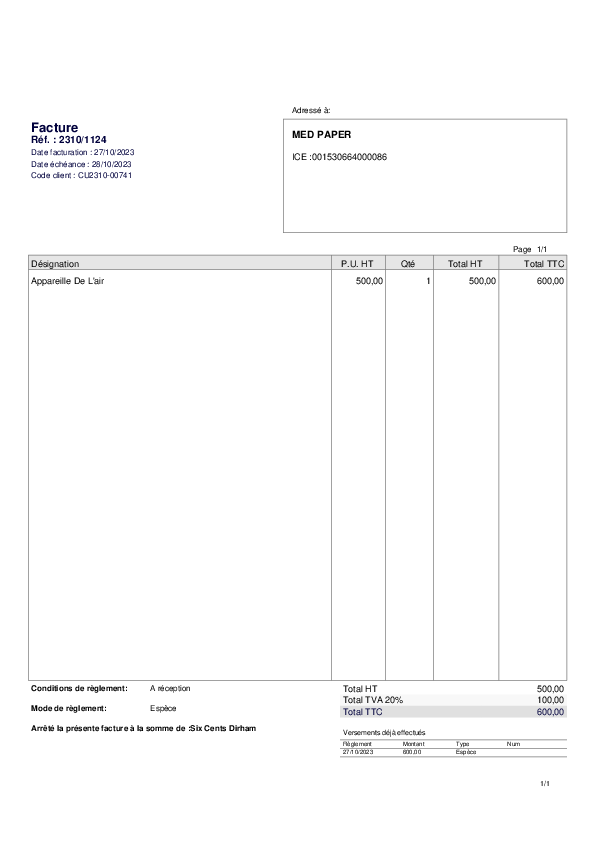 Adressé à:
Facture
Réf. : 2310/1124
Date facturation : 27/10/2023
Date échéance : 28/10/2023
Code client : CU2310-00741
MED PAPER
ICE :001530664000086
Page 1/1
Désignation P.U. HT Qté Total HT Total TTC
Appareille De L'air 500,00 1 500,00 600,00
Conditions de règlement: A réception
Mode de règlement: Espèce
Arrêté la présente facture à la somme de :Six Cents Dirham
Total HT 500,00
Total TVA 20% 100,00
Total TTC 600,00
Versements déjà effectués
Règlement Montant Type Num
27/10/2023 600,00 Espèce
1/1